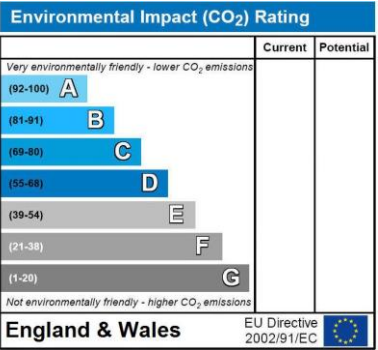 Environmental Impact (CO₂) Rating
Current Potential
Very environmentally friendly - lower CO₂ emissions
(92-100) A
(81-91) B
(69-80) C
(55-68) D
(39-54) E
(21-38) F
(1-20) G
Not environmentally friendly - higher CO₂ emissions
England & Wales
EU Directive
2002/91/EC